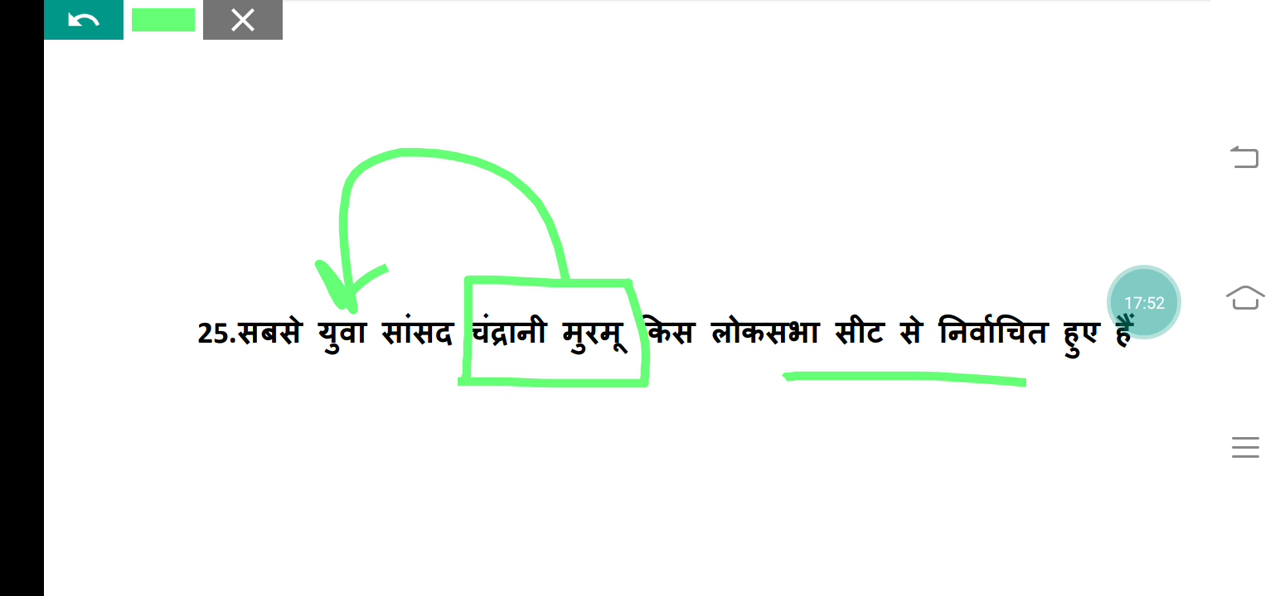 17:52
25.सबसे युवा सांसद चंद्रानी मुरमू किस लोकसभा सीट से निर्वाचित हुए हैं